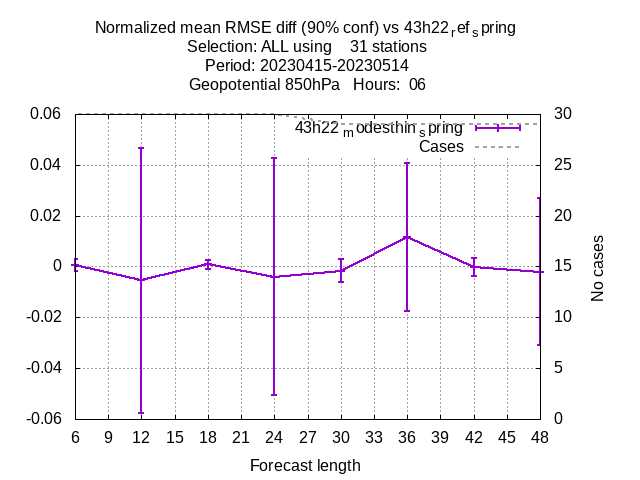 Normalized mean RMSE diff (90% conf) vs 43h22refspring
Selection: ALL using 31 stations
Period: 20230415-20230514
Geopotential 850hPa Hours: 06
0.06
0.04
0.02
0
-0.02
-0.04
-0.06
43h22modesthinspring
Cases
30
25
20
15
10
5
0
No cases
6 9 12 15 18 21 24 27 30 33 36 39 42 45 48
Forecast length